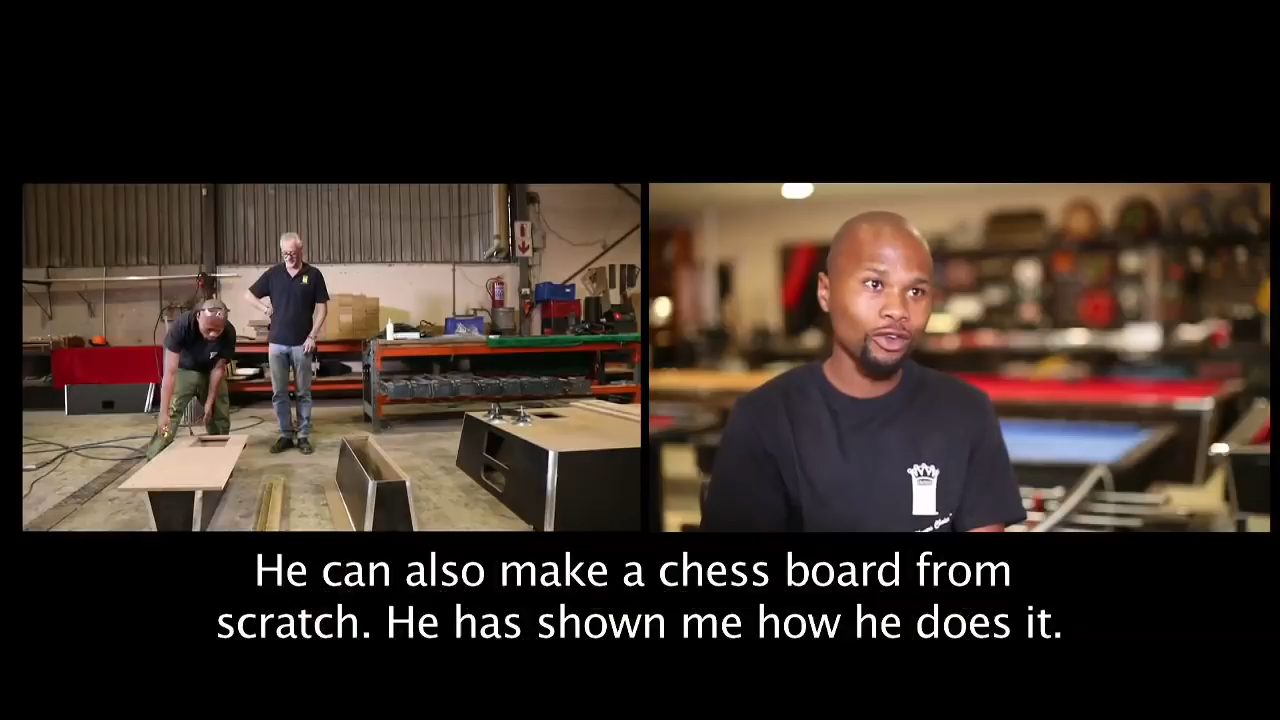 He can also make a chess board from
scratch. He has shown me how he does it.